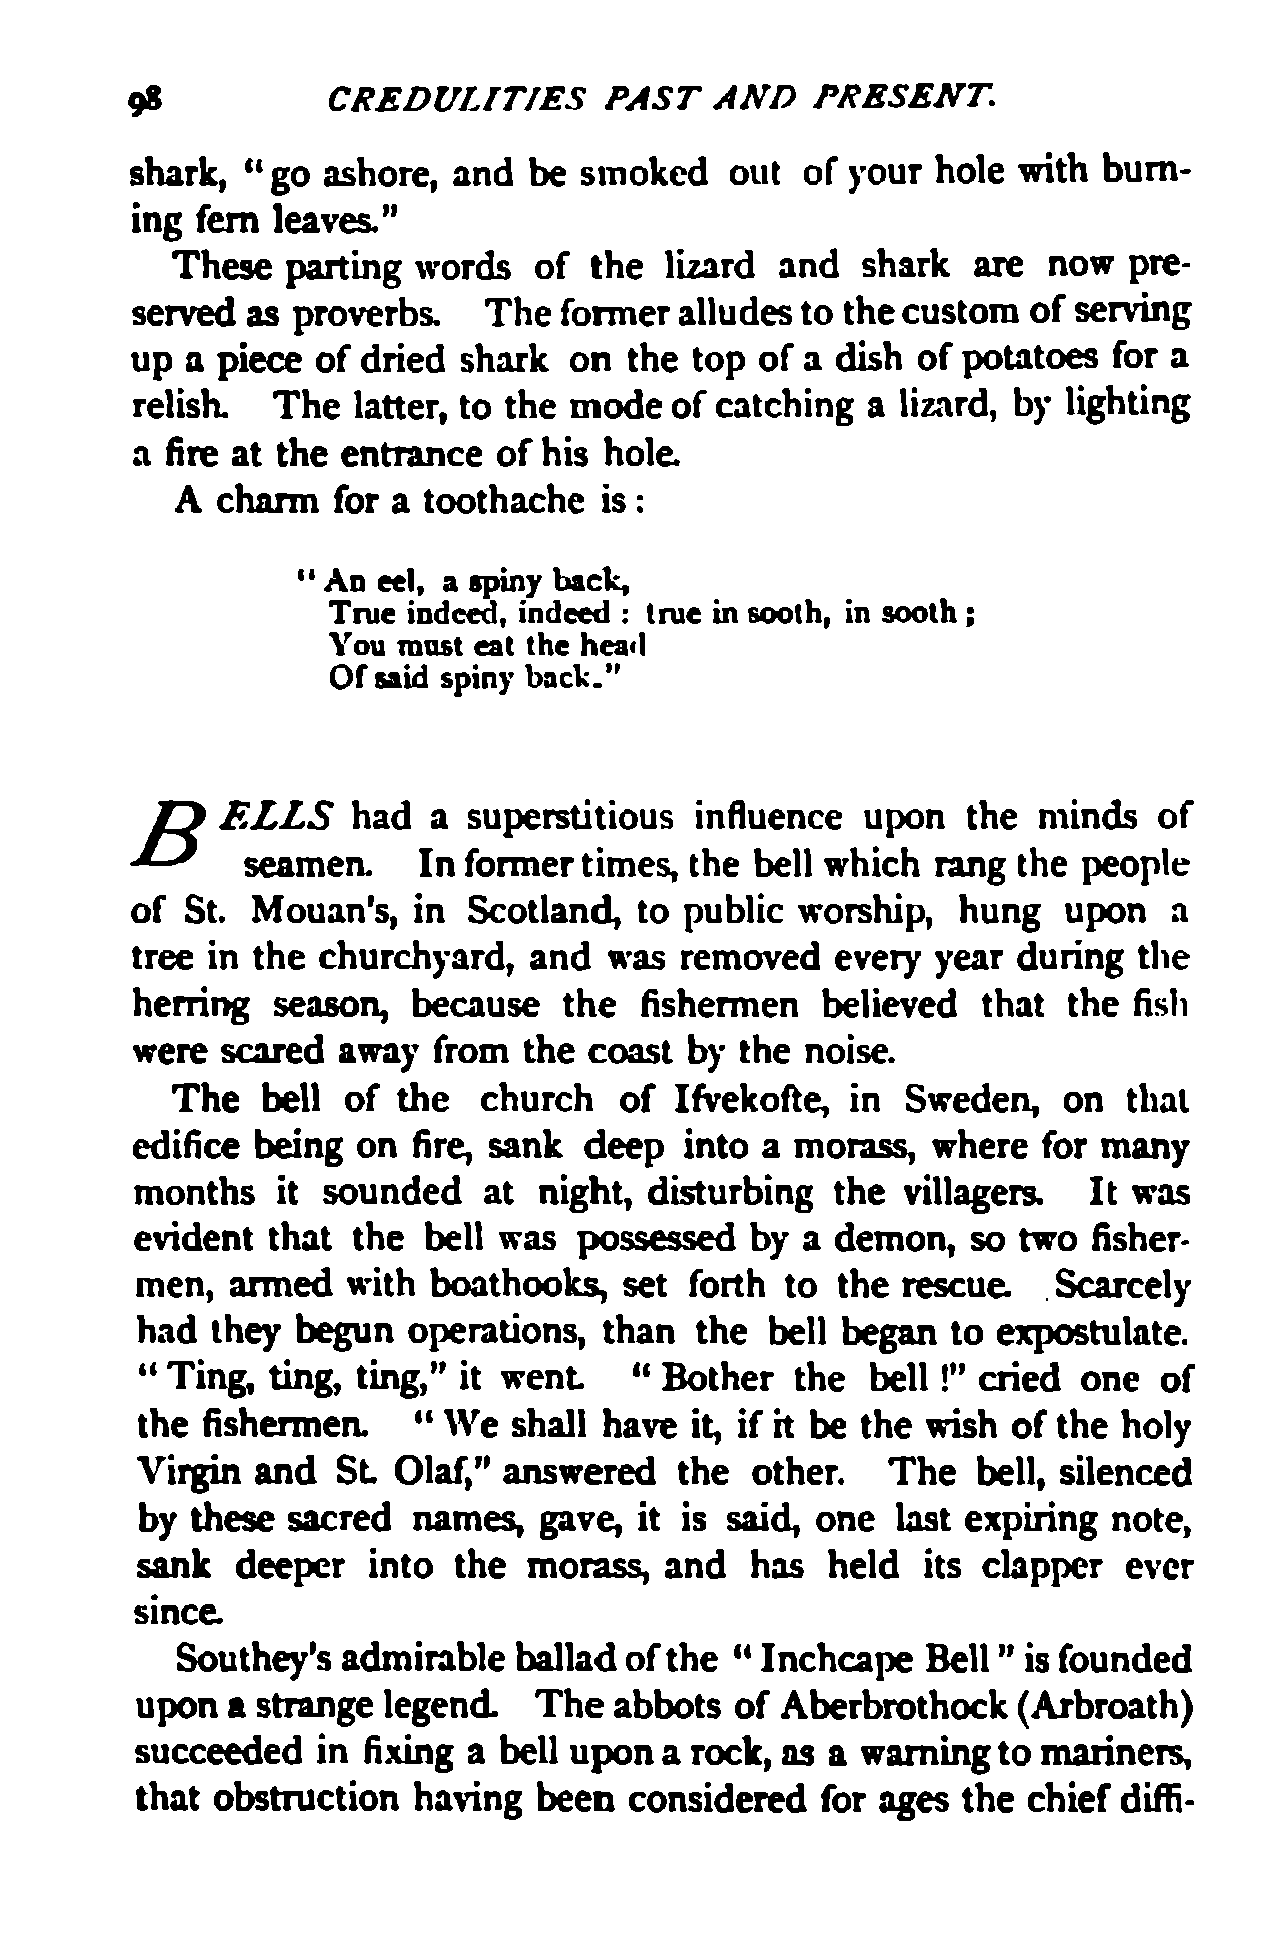 98 CREDULITIES PAST AND PRESENT.
shark, "go ashore, and be smoked out of your hole with burn-
ing fern leaves."
These parting words of the lizard and shark are now pre-
served as proverbs. The former alludes to the custom of serving
up a piece of dried shark on the top of a dish of potatoes for a
relish. The latter, to the mode of catching a lizard, by lighting
a fire at the entrance of his hole.
A charm for a toothache is:
"An eel, a spiny back,
True indeed, indeed : true in sooth, in sooth ;
You must eat the head
Of said spiny back."
BELLS had a superstitious influence upon the minds of
seamen. In former times, the bell which rang the people
of St. Mouan's, in Scotland, to public worship, hung upon a
tree in the churchyard, and was removed every year during the
herring season, because the fishermen believed that the fish
were scared away from the coast by the noise.
The bell of the church of Ifvekofte, in Sweden, on that
edifice being on fire, sank deep into a morass, where for many
months it sounded at night, disturbing the villagers. It was
evident that the bell was possessed by a demon, so two fisher-
men, armed with boathooks, set forth to the rescue. Scarcely
had they begun operations, than the bell began to expostulate.
"Ting, ting, ting," it went. "Bother the bell!" cried one of
the fishermen. "We shall have it, if it be the wish of the holy
Virgin and St. Olaf," answered the other. The bell, silenced
by these sacred names, gave, it is said, one last expiring note,
sank deeper into the morass, and has held its clapper ever
since.
Southey's admirable ballad of the "Inchcape Bell" is founded
upon a strange legend. The abbots of Aberbrothock (Arbroath)
succeeded in fixing a bell upon a rock, as a warning to mariners,
that obstruction having been considered for ages the chief diffi-